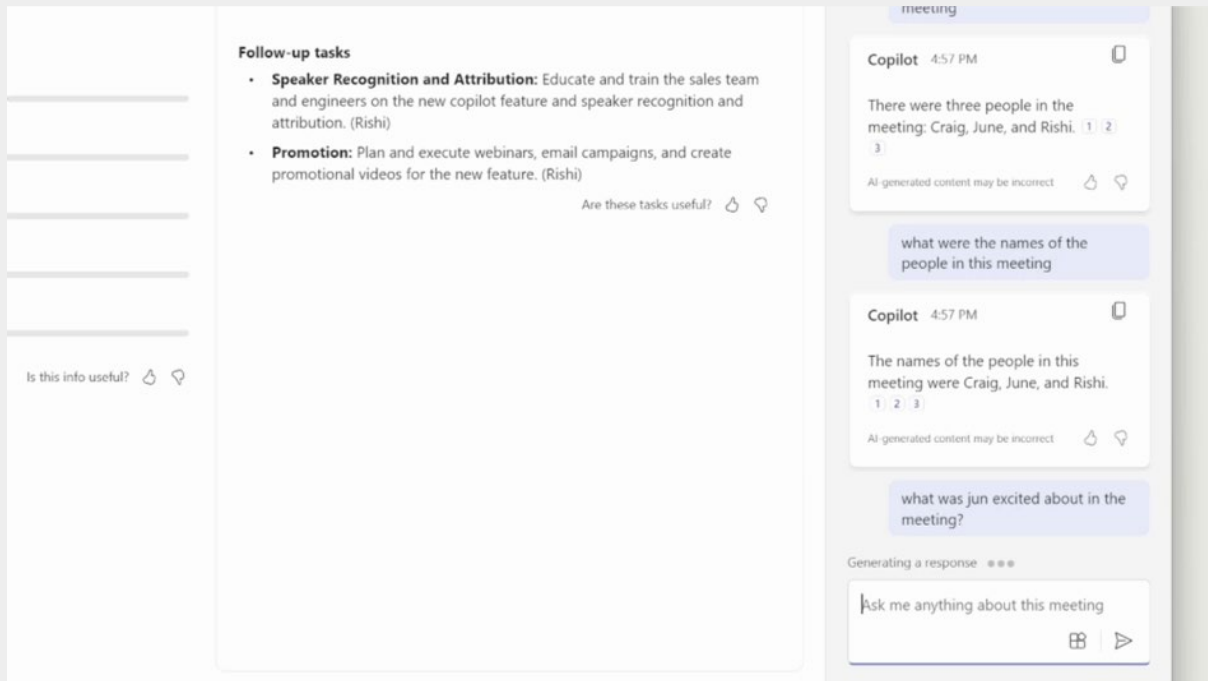 Follow-up tasks
• Speaker Recognition and Attribution: Educate and train the sales team
and engineers on the new copilot feature and speaker recognition and
attribution. (Rishi)
• Promotion: Plan and execute webinars, email campaigns, and create
promotional videos for the new feature. (Rishi)
Are these tasks useful?
Is this info useful?
meeting
Copilot 4:57 PM
There were three people in the
meeting: Craig, June, and Rishi. 1 2
3
AI-generated content may be incorrect
what were the names of the
people in this meeting
Copilot 4:57 PM
The names of the people in this
meeting were Craig, June, and Rishi.
1 2 3
AI-generated content may be incorrect
what was jun excited about in the
meeting?
Generating a response
Ask me anything about this meeting